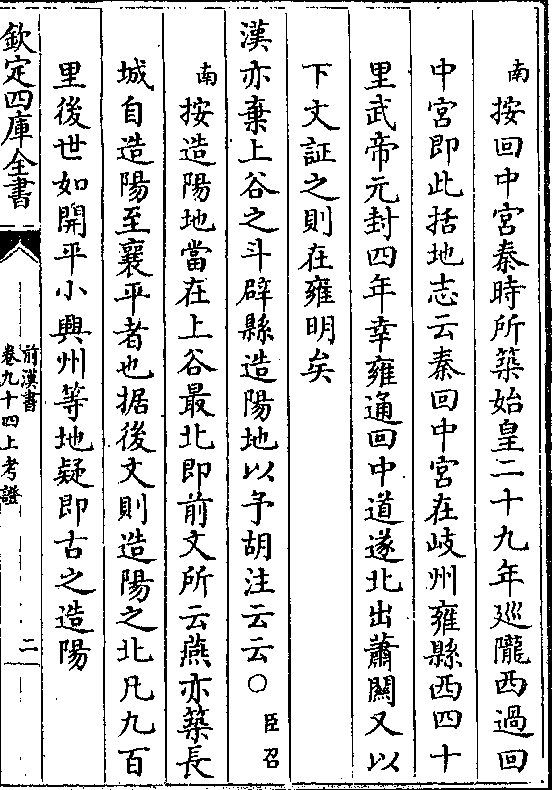 南按回中宮秦時所築始皇二十九年巡隴西過回
中宮即此括地志云秦回中宮在岐州雍縣西四十
里武帝元封四年幸雍通回中道遂北出蕭關又以
下文証之則在雍明矣
漢亦棄上谷之斗辟縣造陽地以予胡注云云○臣召
南按造陽地當在上谷最北即前文所云燕亦築長
城自造陽至襄平者也据後文則造陽之北凡九百
里後世如開平小興州等地疑即古之造陽
欽定四庫全書
前漢書
卷九十四上考證
二